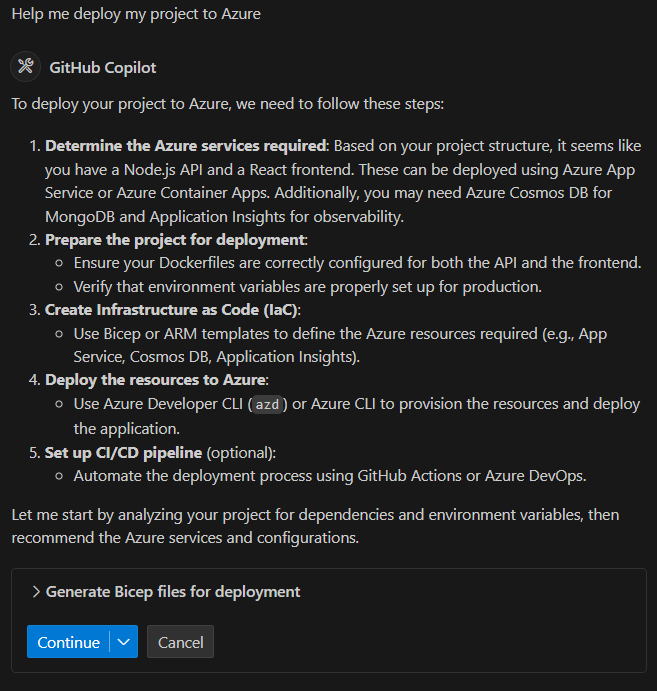 Help me deploy my project to Azure
GitHub Copilot
To deploy your project to Azure, we need to follow these steps:
1. Determine the Azure services required: Based on your project structure, it seems like
you have a Node.js API and a React frontend. These can be deployed using Azure App
Service or Azure Container Apps. Additionally, you may need Azure Cosmos DB for
MongoDB and Application Insights for observability.
2. Prepare the project for deployment:
Ensure your Dockerfiles are correctly configured for both the API and the frontend.
Verify that environment variables are properly set up for production.
3. Create Infrastructure as Code (IaC):
Use Bicep or ARM templates to define the Azure resources required (e.g., App
Service, Cosmos DB, Application Insights).
4. Deploy the resources to Azure:
Use Azure Developer CLI (azd) or Azure CLI to provision the resources and deploy
the application.
5. Set up CI/CD pipeline (optional):
Automate the deployment process using GitHub Actions or Azure DevOps.
Let me start by analyzing your project for dependencies and environment variables, then
recommend the Azure services and configurations.
Generate Bicep files for deployment
Continue Cancel